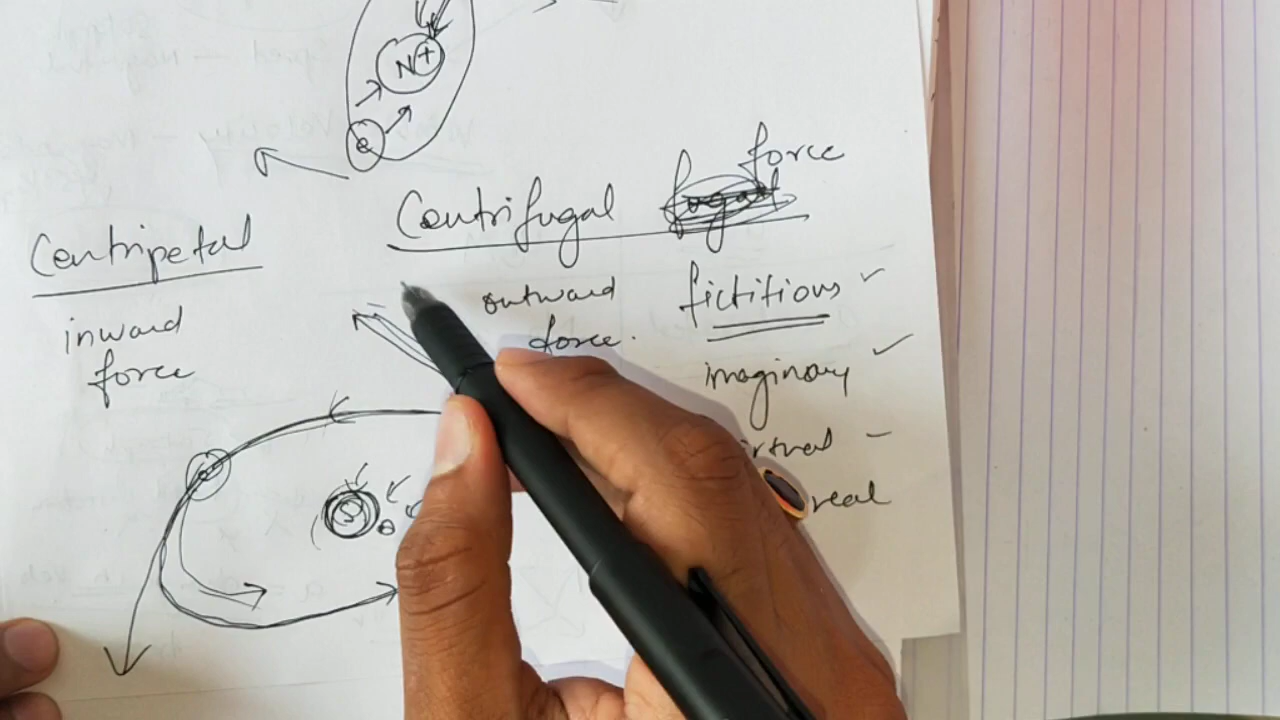 N +
e
Centrifugal force
Centripetal
outward
force.
fictitious
inward
force
imaginary
S
real